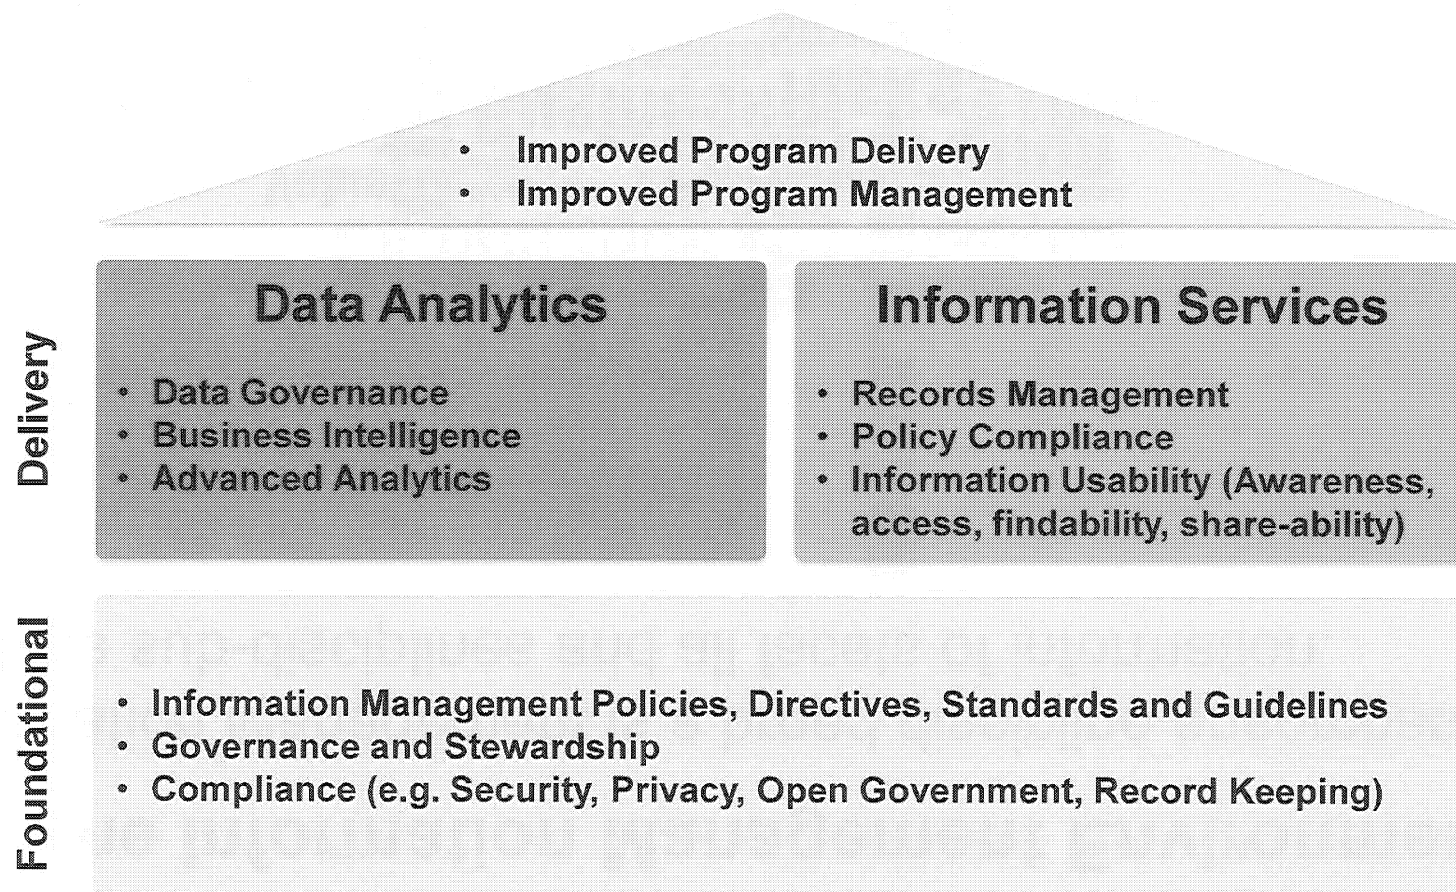 • Improved Program Delivery
• Improved Program Management
Delivery
Data Analytics
• Data Governance
• Business Intelligence
• Advanced Analytics
Information Services
• Records Management
• Policy Compliance
• Information Usability (Awareness,
access, findability, share-ability)
Foundational
• Information Management Policies, Directives, Standards and Guidelines
• Governance and Stewardship
• Compliance (e.g. Security, Privacy, Open Government, Record Keeping)